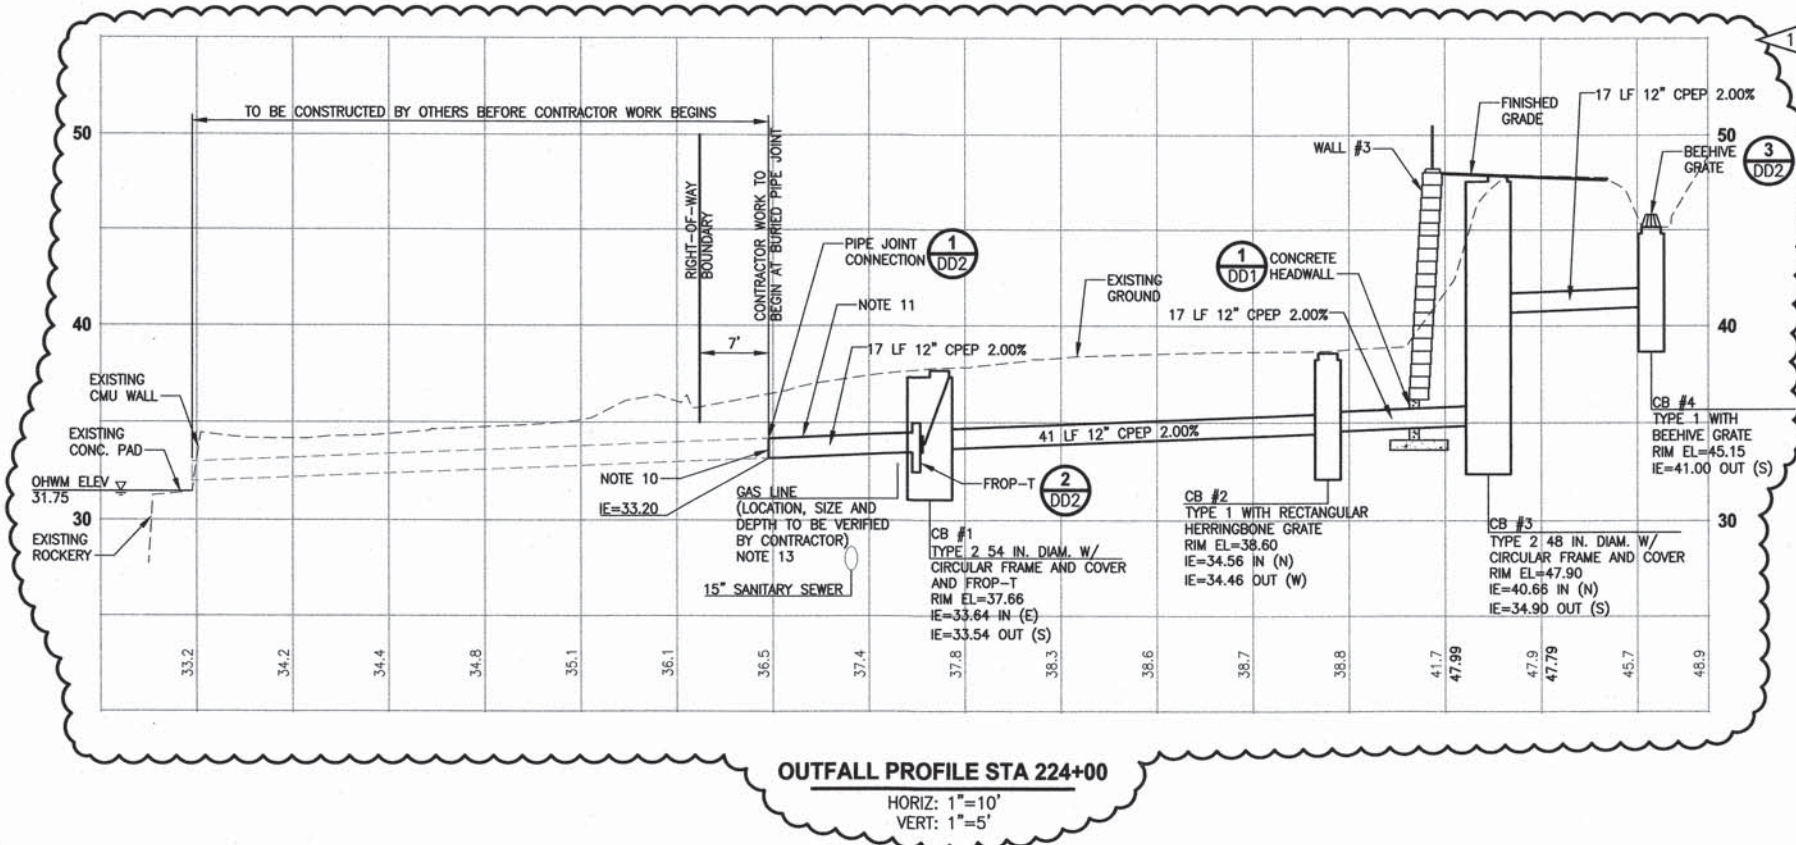 1
TO BE CONSTRUCTED BY OTHERS BEFORE CONTRACTOR WORK BEGINS
50
40
30
RIGHT-OF-WAY
BOUNDARY
CONTRACTOR WORK TO
BEGIN AT BURIED PIPE JOINT
7'
PIPE JOINT
CONNECTION
1
DD2
NOTE 11
17 LF 12" CPEP 2.00%
EXISTING
GROUND
1
DD1
CONCRETE
HEADWALL
17 LF 12" CPEP 2.00%
WALL #3
FINISHED
GRADE
17 LF 12" CPEP 2.00%
50
BEEHIVE
GRATE
3
DD2
40
30
EXISTING
CMU WALL
EXISTING
CONC. PAD
OHWM ELEV
31.75
EXISTING
ROCKERY
NOTE 10
IE=33.20
GAS LINE
(LOCATION, SIZE AND
DEPTH TO BE VERIFIED
BY CONTRACTOR)
NOTE 13
15" SANITARY SEWER
41 LF 12" CPEP 2.00%
FROP-T
2
DD2
CB #1
TYPE 2 54 IN. DIAM. W/
CIRCULAR FRAME AND COVER
AND FROP-T
RIM EL=37.66
IE=33.64 IN (E)
IE=33.54 OUT (S)
CB #2
TYPE 1 WITH RECTANGULAR
HERRINGBONE GRATE
RIM EL=38.60
IE=34.56 IN (N)
IE=34.46 OUT (W)
CB #3
TYPE 2 48 IN. DIAM. W/
CIRCULAR FRAME AND COVER
RIM EL=47.90
IE=40.66 IN (N)
IE=34.90 OUT (S)
CB #4
TYPE 1 WITH
BEEHIVE GRATE
RIM EL=45.15
IE=41.00 OUT (S)
33.2
34.2
34.4
34.8
35.1
36.1
36.5
37.4
37.8
38.3
38.6
38.7
38.8
41.7
47.99
47.9
47.79
45.7
48.9
OUTFALL PROFILE STA 224+00
HORIZ: 1"=10'
VERT: 1"=5'